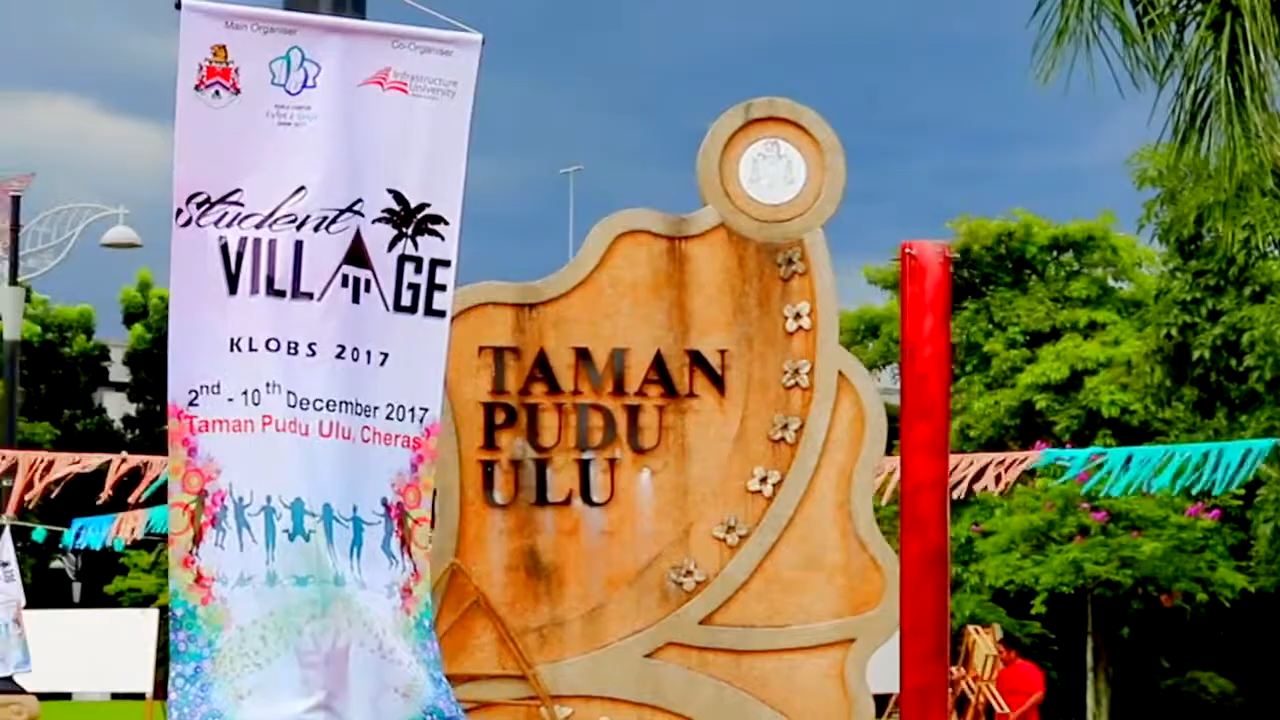 Main Organiser
Co-Organiser
Infrastructure
University
Student
VILLAGE
KLOBS 2017
2nd - 10th December 2017
Taman Pudu Ulu, Cheras
TAMAN
PUDU
ULU